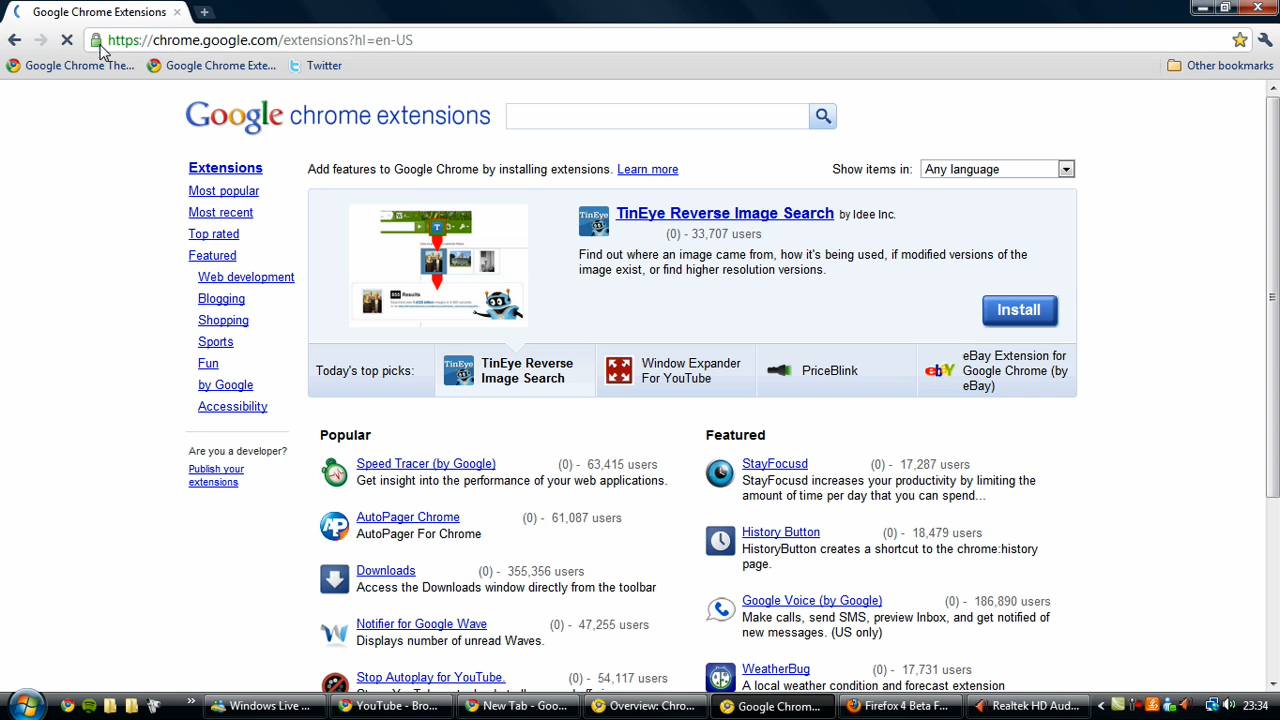 Google Chrome Extensions
https://chrome.google.com/extensions?hl=en-US
Google Chrome The... Google Chrome Exte... Twitter Other bookmarks
Google chrome extensions
Extensions
Most popular
Most recent
Top rated
Featured
Web development
Blogging
Shopping
Sports
Fun
by Google
Accessibility
Are you a developer?
Publish your
extensions
Add features to Google Chrome by installing extensions. Learn more
Show items in: Any language
TinEye
TinEye Reverse Image Search by Idee Inc.
(0) - 33,707 users
Find out where an image came from, how it's being used, if modified versions of the
image exist, or find higher resolution versions.
Install
Today's top picks:
TinEye Reverse
Image Search
Window Expander
For YouTube
PriceBlink
eBay Extension for
Google Chrome (by
eBay)
Popular
Speed Tracer (by Google) (0) - 63,415 users
Get insight into the performance of your web applications.
AutoPager Chrome (0) - 61,087 users
AutoPager For Chrome
Downloads (0) - 355,356 users
Access the Downloads window directly from the toolbar
Notifier for Google Wave (0) - 47,255 users
Displays number of unread Waves.
Stop Autoplay for YouTube. (0) - 54,117 users
Featured
StayFocusd (0) - 17,287 users
StayFocusd increases your productivity by limiting the
amount of time per day that you can spend...
History Button (0) - 18,479 users
HistoryButton creates a shortcut to the chrome:history
page.
Google Voice (by Google) (0) - 186,890 users
Make calls, send SMS, preview Inbox, and get notified of
new messages. (US only)
WeatherBug (0) - 17,731 users
A local weather condition and forecast extension
Windows Live ... YouTube - Bro... New Tab - Goo... Overview: Chro... Google Chrom... Firefox 4 Beta F... Realtek HD Aud... 23:34